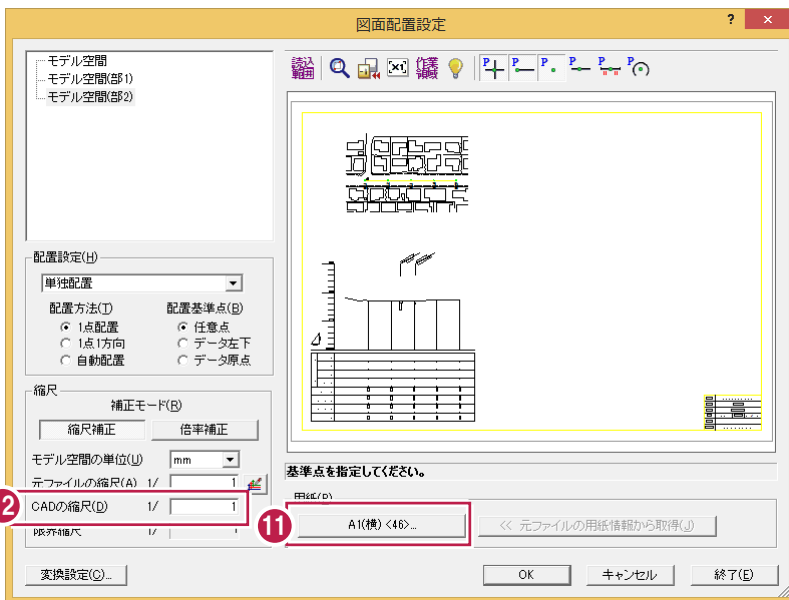 図面配置設定
?
×
モデル空間
モデル空間(部1)
モデル空間(部2)
読込範囲
[×1]
作業領域
P P P P P P
配置設定(H)
単独配置
配置方法(T)
配置基準点(B)
1点配置
任意点
1点1方向
データ左下
自動配置
データ原点
縮尺
補正モード(R)
縮尺補正
倍率補正
モデル空間の単位(U)
mm
元ファイルの縮尺(A) 1/ 1
2
CADの縮尺(D) 1/ 1
限界縮尺 1/ 1
基準点を指定してください。
用紙(P)
11
A1(横) <46>...
<< 元ファイルの用紙情報から取得(J)
変換設定(C)...
OK
キャンセル
終了(E)